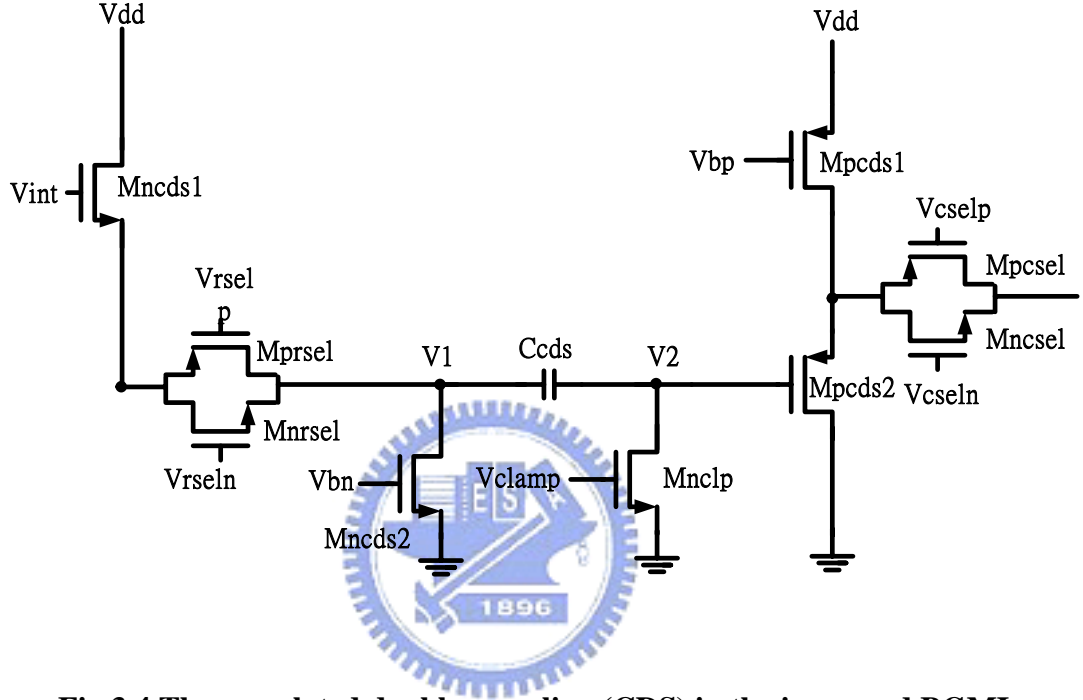 Vdd
Vdd
Vint
Mncds1
Vbp
Mpcds1
Vcselp
Mpcsel
Vrsel
p
Mprsel
V1
Ccds
V2
Mncsel
Mpcds2
Vcseln
Mnrsel
Vrseln
Vbn
Mncds2
Vclamp
Mnclp
ES
A
1896